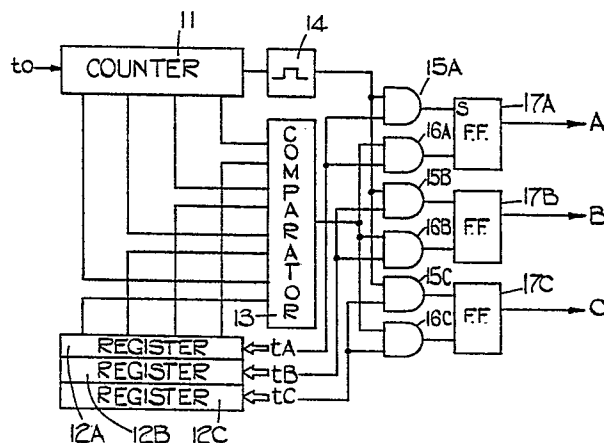 11
14
to
COUNTER
15A
17A
S
F.F.
A
16A
COMPARATOR
15B
17B
F.F.
B
16B
15C
17C
F.F.
C
16C
13
REGISTER
tA
REGISTER
tB
REGISTER
tC
12A
12B
12C